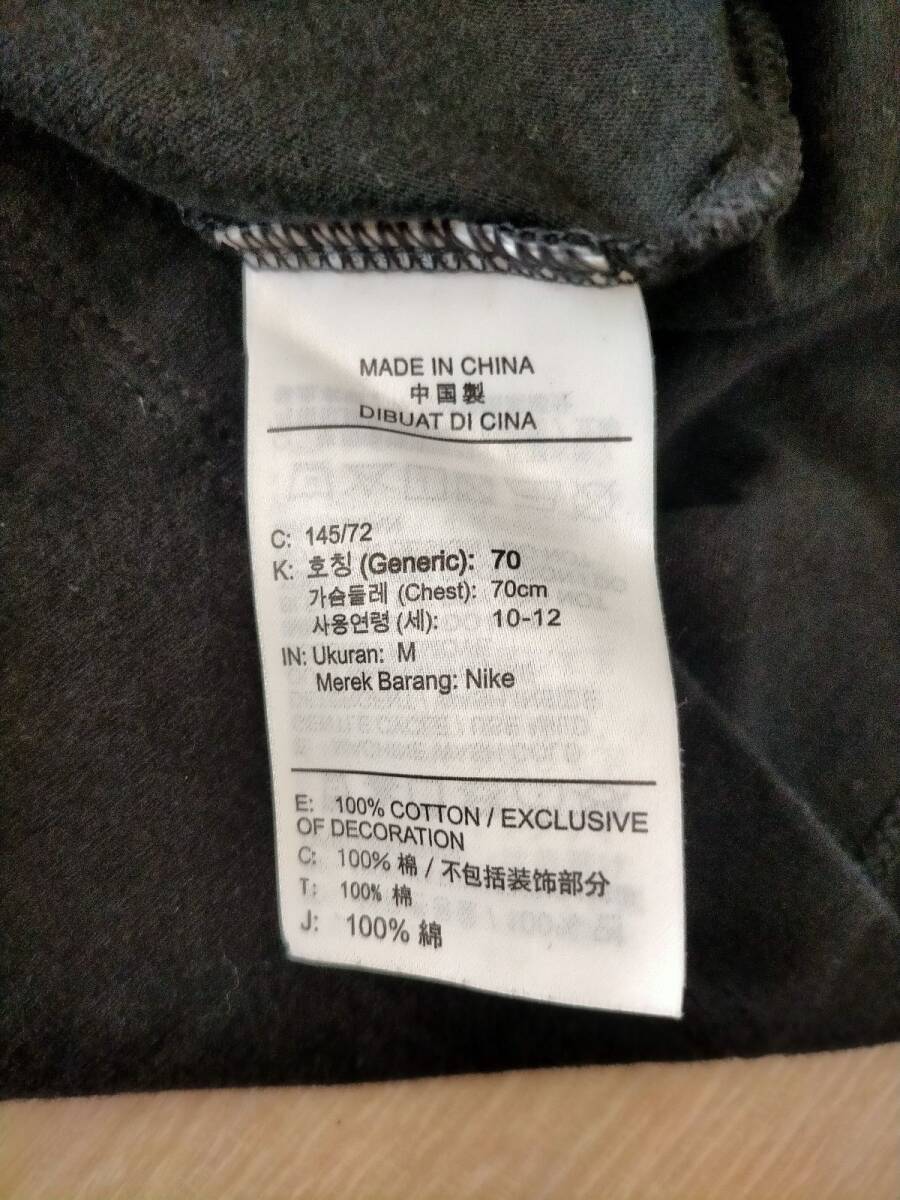 MADE IN CHINA
中国製
DIBUAT DI CINA
C: 145/72
K: 호칭 (Generic): 70
가슴둘레 (Chest): 70cm
사용연령 (세): 10-12
IN: Ukuran: M
Merek Barang: Nike
E: 100% COTTON / EXCLUSIVE
OF DECORATION
C: 100% 棉 / 不包括装饰部分
T: 100% 棉
J: 100% 綿